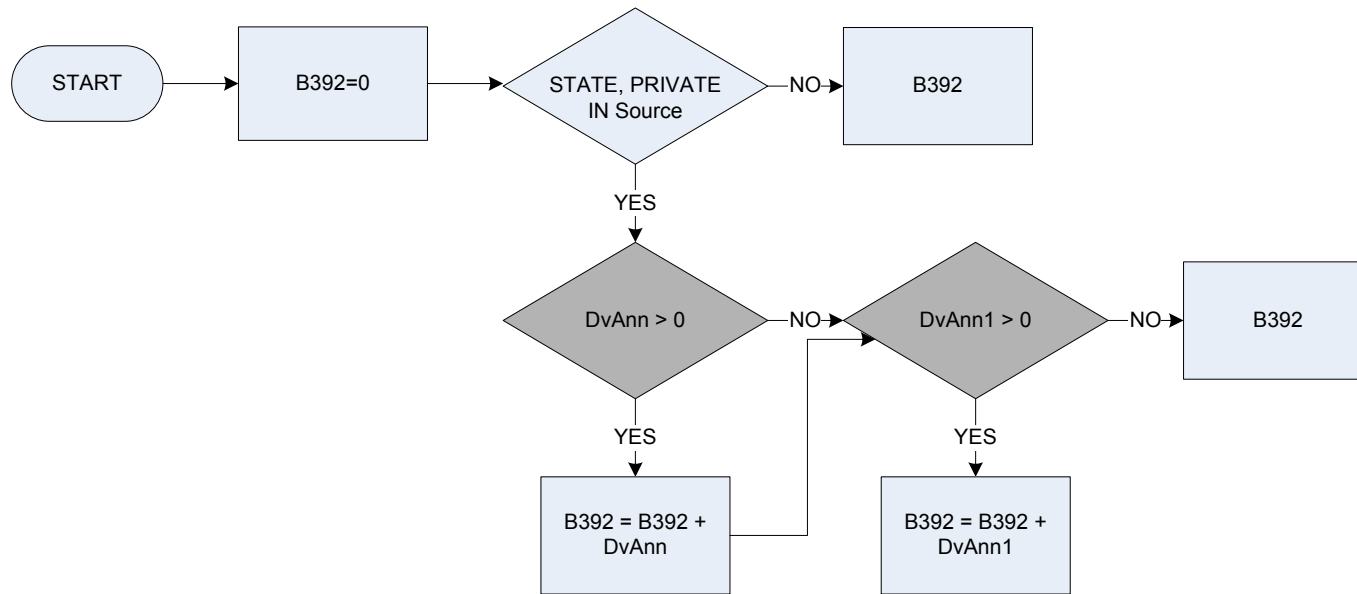 START
B392=0
STATE, PRIVATE
IN Source
NO
B392
YES
DvAnn > 0
NO
DvAnn1 > 0
NO
B392
YES
YES
B392 = B392 +
DvAnn
B392 = B392 +
DvAnn1